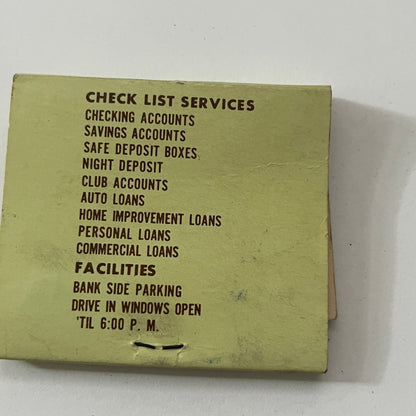 CHECK LIST SERVICES
CHECKING ACCOUNTS
SAVINGS ACCOUNTS
SAFE DEPOSIT BOXES
NIGHT DEPOSIT
CLUB ACCOUNTS
AUTO LOANS
HOME IMPROVEMENT LOANS
PERSONAL LOANS
COMMERCIAL LOANS
FACILITIES
BANK SIDE PARKING
DRIVE IN WINDOWS OPEN
'TIL 6:00 P. M.